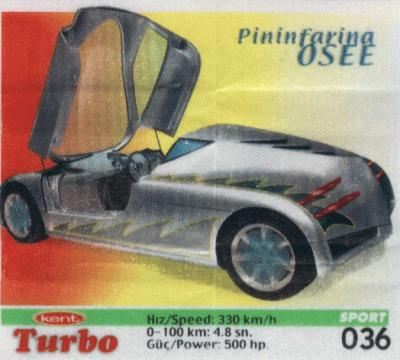 Pininfarina
OSEE
kent
Turbo
Hız/Speed: 330 km/h
0-100 km: 4.8 sn.
Güç/Power: 500 hp.
SPORT
036